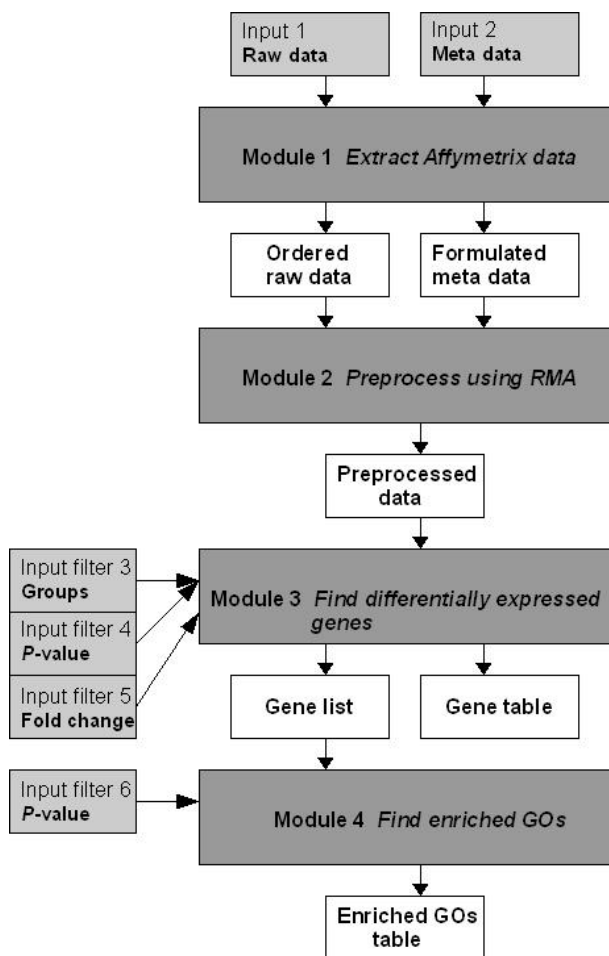 Input 1
Raw data
Input 2
Meta data
Module 1 Extract Affymetrix data
Ordered
raw data
Formulated
meta data
Module 2 Preprocess using RMA
Preprocessed
data
Input filter 3
Groups
Input filter 4
P-value
Input filter 5
Fold change
Module 3 Find differentially expressed
genes
Gene list
Gene table
Input filter 6
P-value
Module 4 Find enriched GOs
Enriched GOs
table